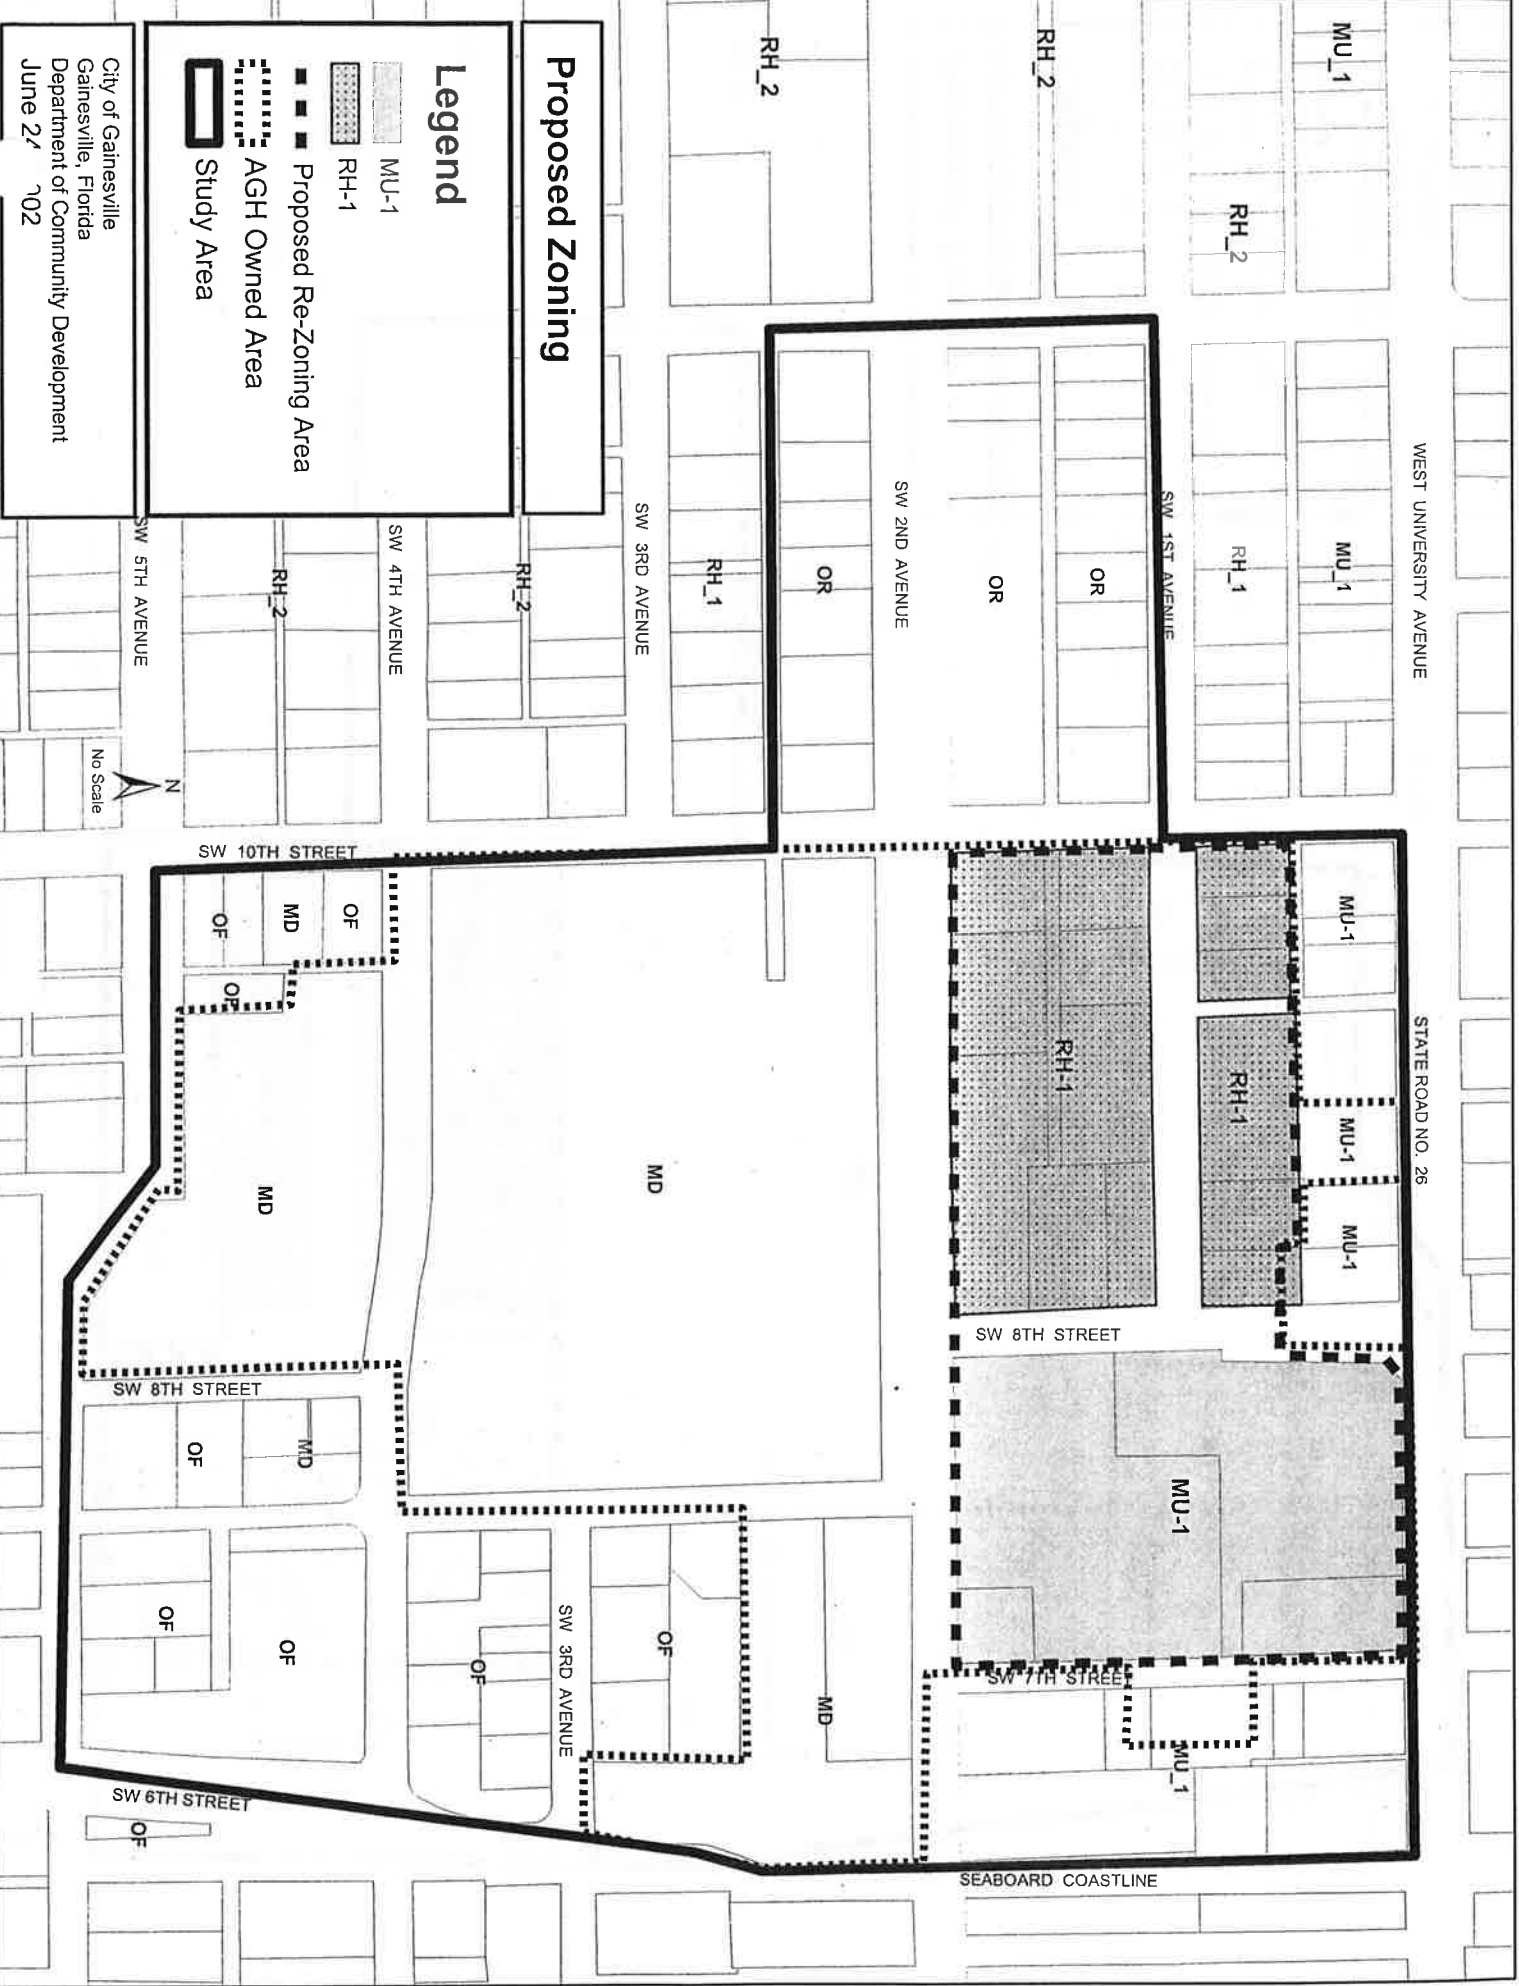 WEST UNIVERSITY AVENUE
STATE ROAD NO. 26
MU_1
MU_1
MU-1
MU-1
MU-1
RH_2
RH_1
RH-1
MU-1
MU_1
SW 1ST AVENUE
SW 7TH STREET
RH_2
OR
RH-1
SW 8TH STREET
OR
SEABOARD COASTLINE
SW 2ND AVENUE
RH_2
OR
MD
RH_1
MD
OF
SW 3RD AVENUE
SW 3RD AVENUE
RH_2
OF
SW 4TH AVENUE
SW 10TH STREET
OF
MD
OF
OF
MD
MD
OF
RH_2
SW 8TH STREET
OF
OF
SW 6TH STREET
OF
SW 5TH AVENUE
N
No Scale
Proposed Zoning
Legend
MU-1
RH-1
Proposed Re-Zoning Area
AGH Owned Area
Study Area
City of Gainesville
Gainesville, Florida
Department of Community Development
June